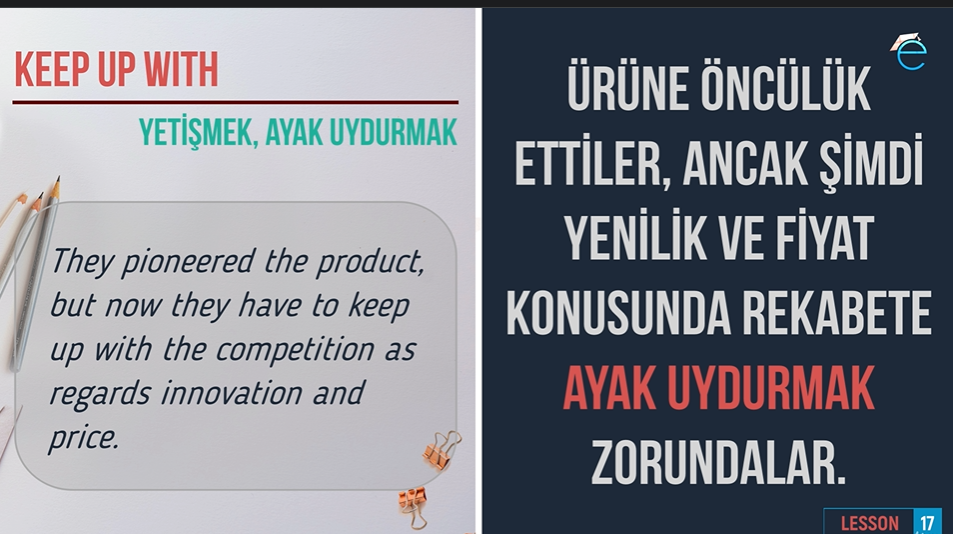 KEEP UP WITH
YETİŞMEK, AYAK UYDURMAK
They pioneered the product,
but now they have to keep
up with the competition as
regards innovation and
price.
ÜRÜNE ÖNCÜLÜK
ETTİLER, ANCAK ŞİMDİ
YENİLİK VE FİYAT
KONUSUNDA REKABETE
AYAK UYDURMAK
ZORUNDALAR.
LESSON 17